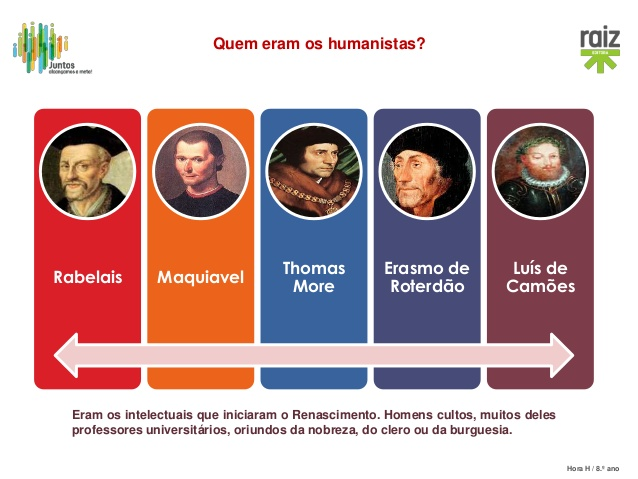 Quem eram os humanistas?
Juntos
alcançamos a meta!
raiz
EDITORA
Rabelais
Maquiavel
Thomas
More
Erasmo de
Roterdão
Luís de
Camões
Eram os intelectuais que iniciaram o Renascimento. Homens cultos, muitos deles
professores universitários, oriundos da nobreza, do clero ou da burguesia.
Hora H / 8.º ano